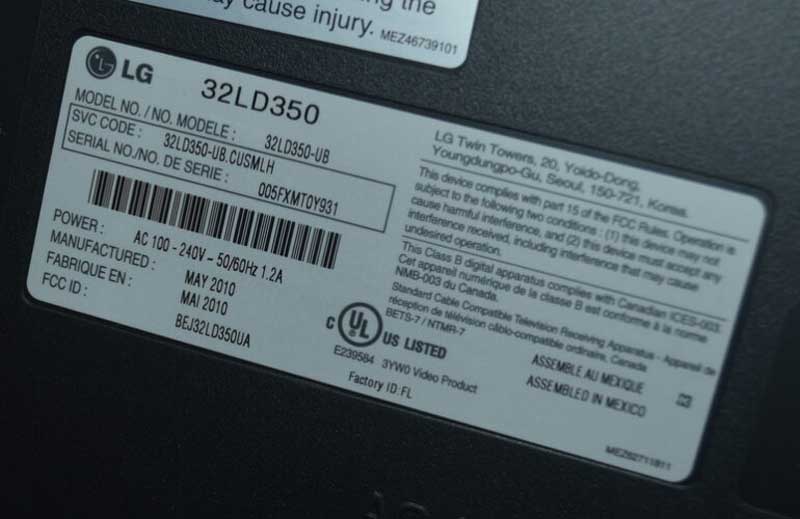 ng the
may cause injury.
MEZ46739101
LG 32LD350
MODEL NO. / NO. MODELE : 32LD350-UB
SVC CODE : 32LD350-UB.CUSMLH
SERIAL NO./NO. DE SERIE : 005FXMT0Y931
POWER : AC 100 - 240V - 50/60Hz 1.2A
MANUFACTURED : MAY 2010
FABRIQUE EN : MAI 2010
FCC ID : BEJ32LD350UA
LG Twin Towers, 20, Yoido-Dong,
Youngdungpo-Gu, Seoul, 150-721, Korea.
This device complies with part 15 of the FCC Rules. Operation is
subject to the following two conditions : (1) this device may not
cause harmful interference, and (2) this device must accept any
interference received, including interference that may cause
undesired operation.
This Class B digital apparatus complies with Canadian ICES-003.
Cet appareil numérique de la classe B est conforme à la norme
NMB-003 du Canada.
Standard Cable Compatible Television Receiving Apparatus - Appareil de
réception de télévision câblo-compatible ordinaire, Canada
BETS-7 / NTMR-7
C UL US LISTED
E239584 3YW0 Video Product
Factory ID:FL
ASSEMBLE AU MEXIQUE
ASSEMBLED IN MEXICO
MEZ62711811